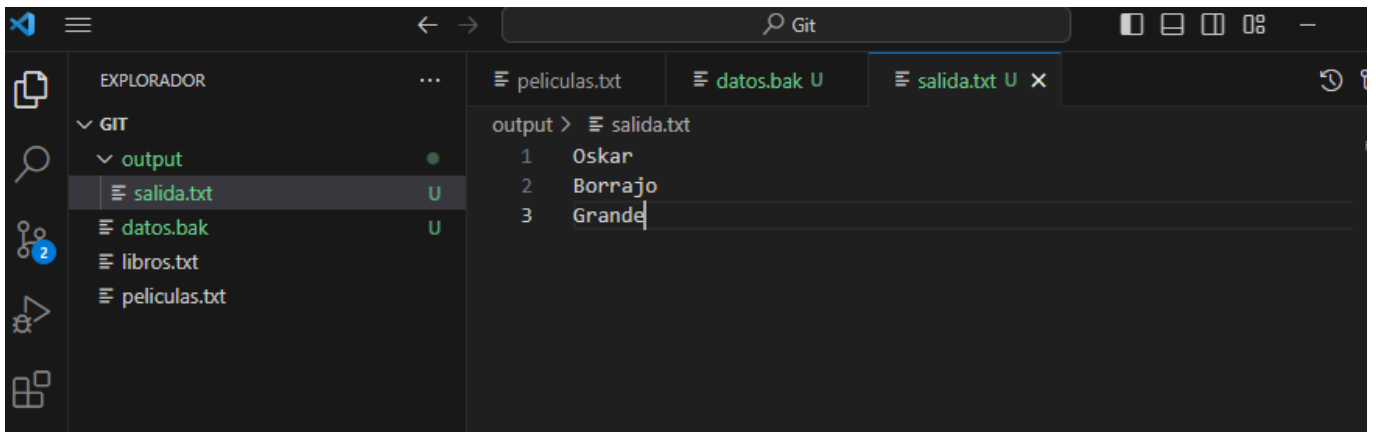 Git
EXPLORADOR
GIT
output
salida.txt U
datos.bak U
libros.txt
peliculas.txt
2
peliculas.txt datos.bak U salida.txt U
output > salida.txt
1 Oskar
2 Borrajo
3 Grande